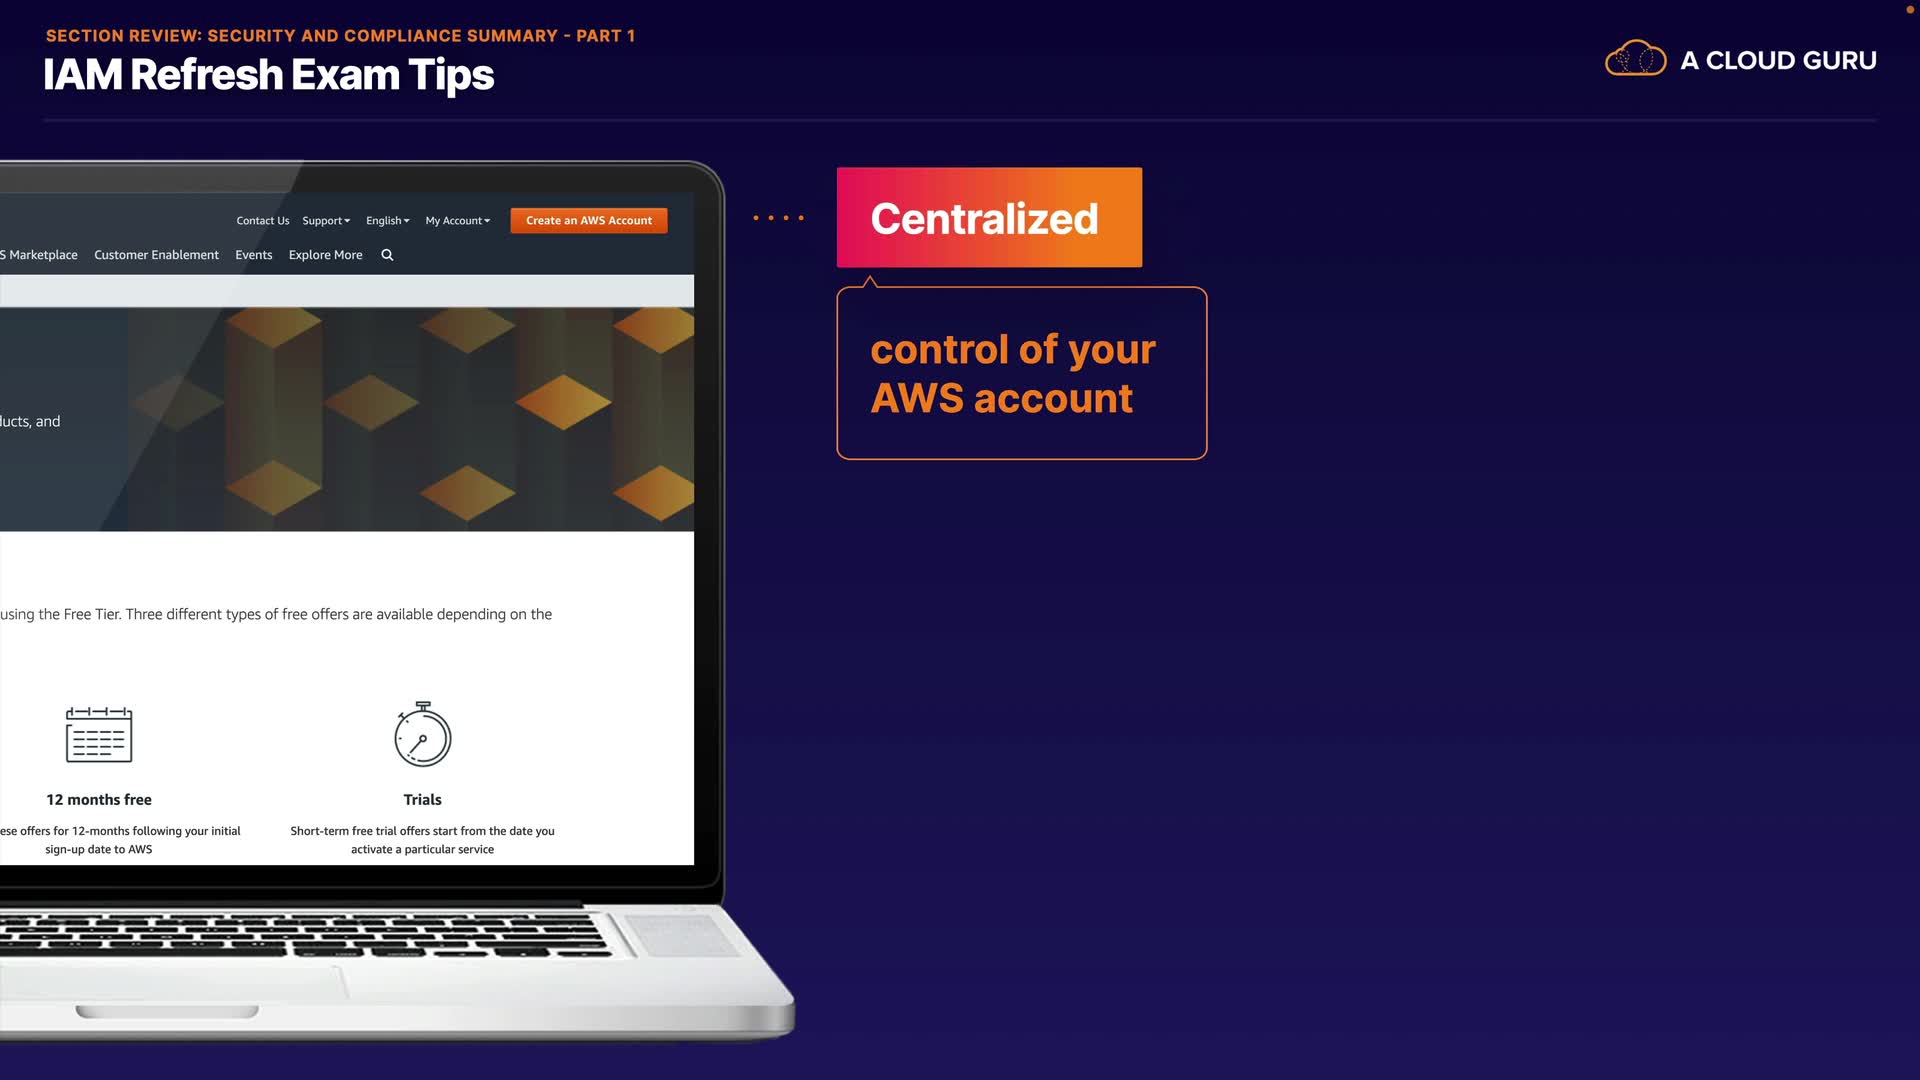 SECTION REVIEW: SECURITY AND COMPLIANCE SUMMARY - PART 1
IAM Refresh Exam Tips
A CLOUD GURU
Contact Us Support English My Account Create an AWS Account
S Marketplace Customer Enablement Events Explore More
ducts, and
using the Free Tier. Three different types of free offers are available depending on the
12 months free
Trials
ese offers for 12-months following your initial
sign-up date to AWS
Short-term free trial offers start from the date you
activate a particular service
Centralized
control of your
AWS account